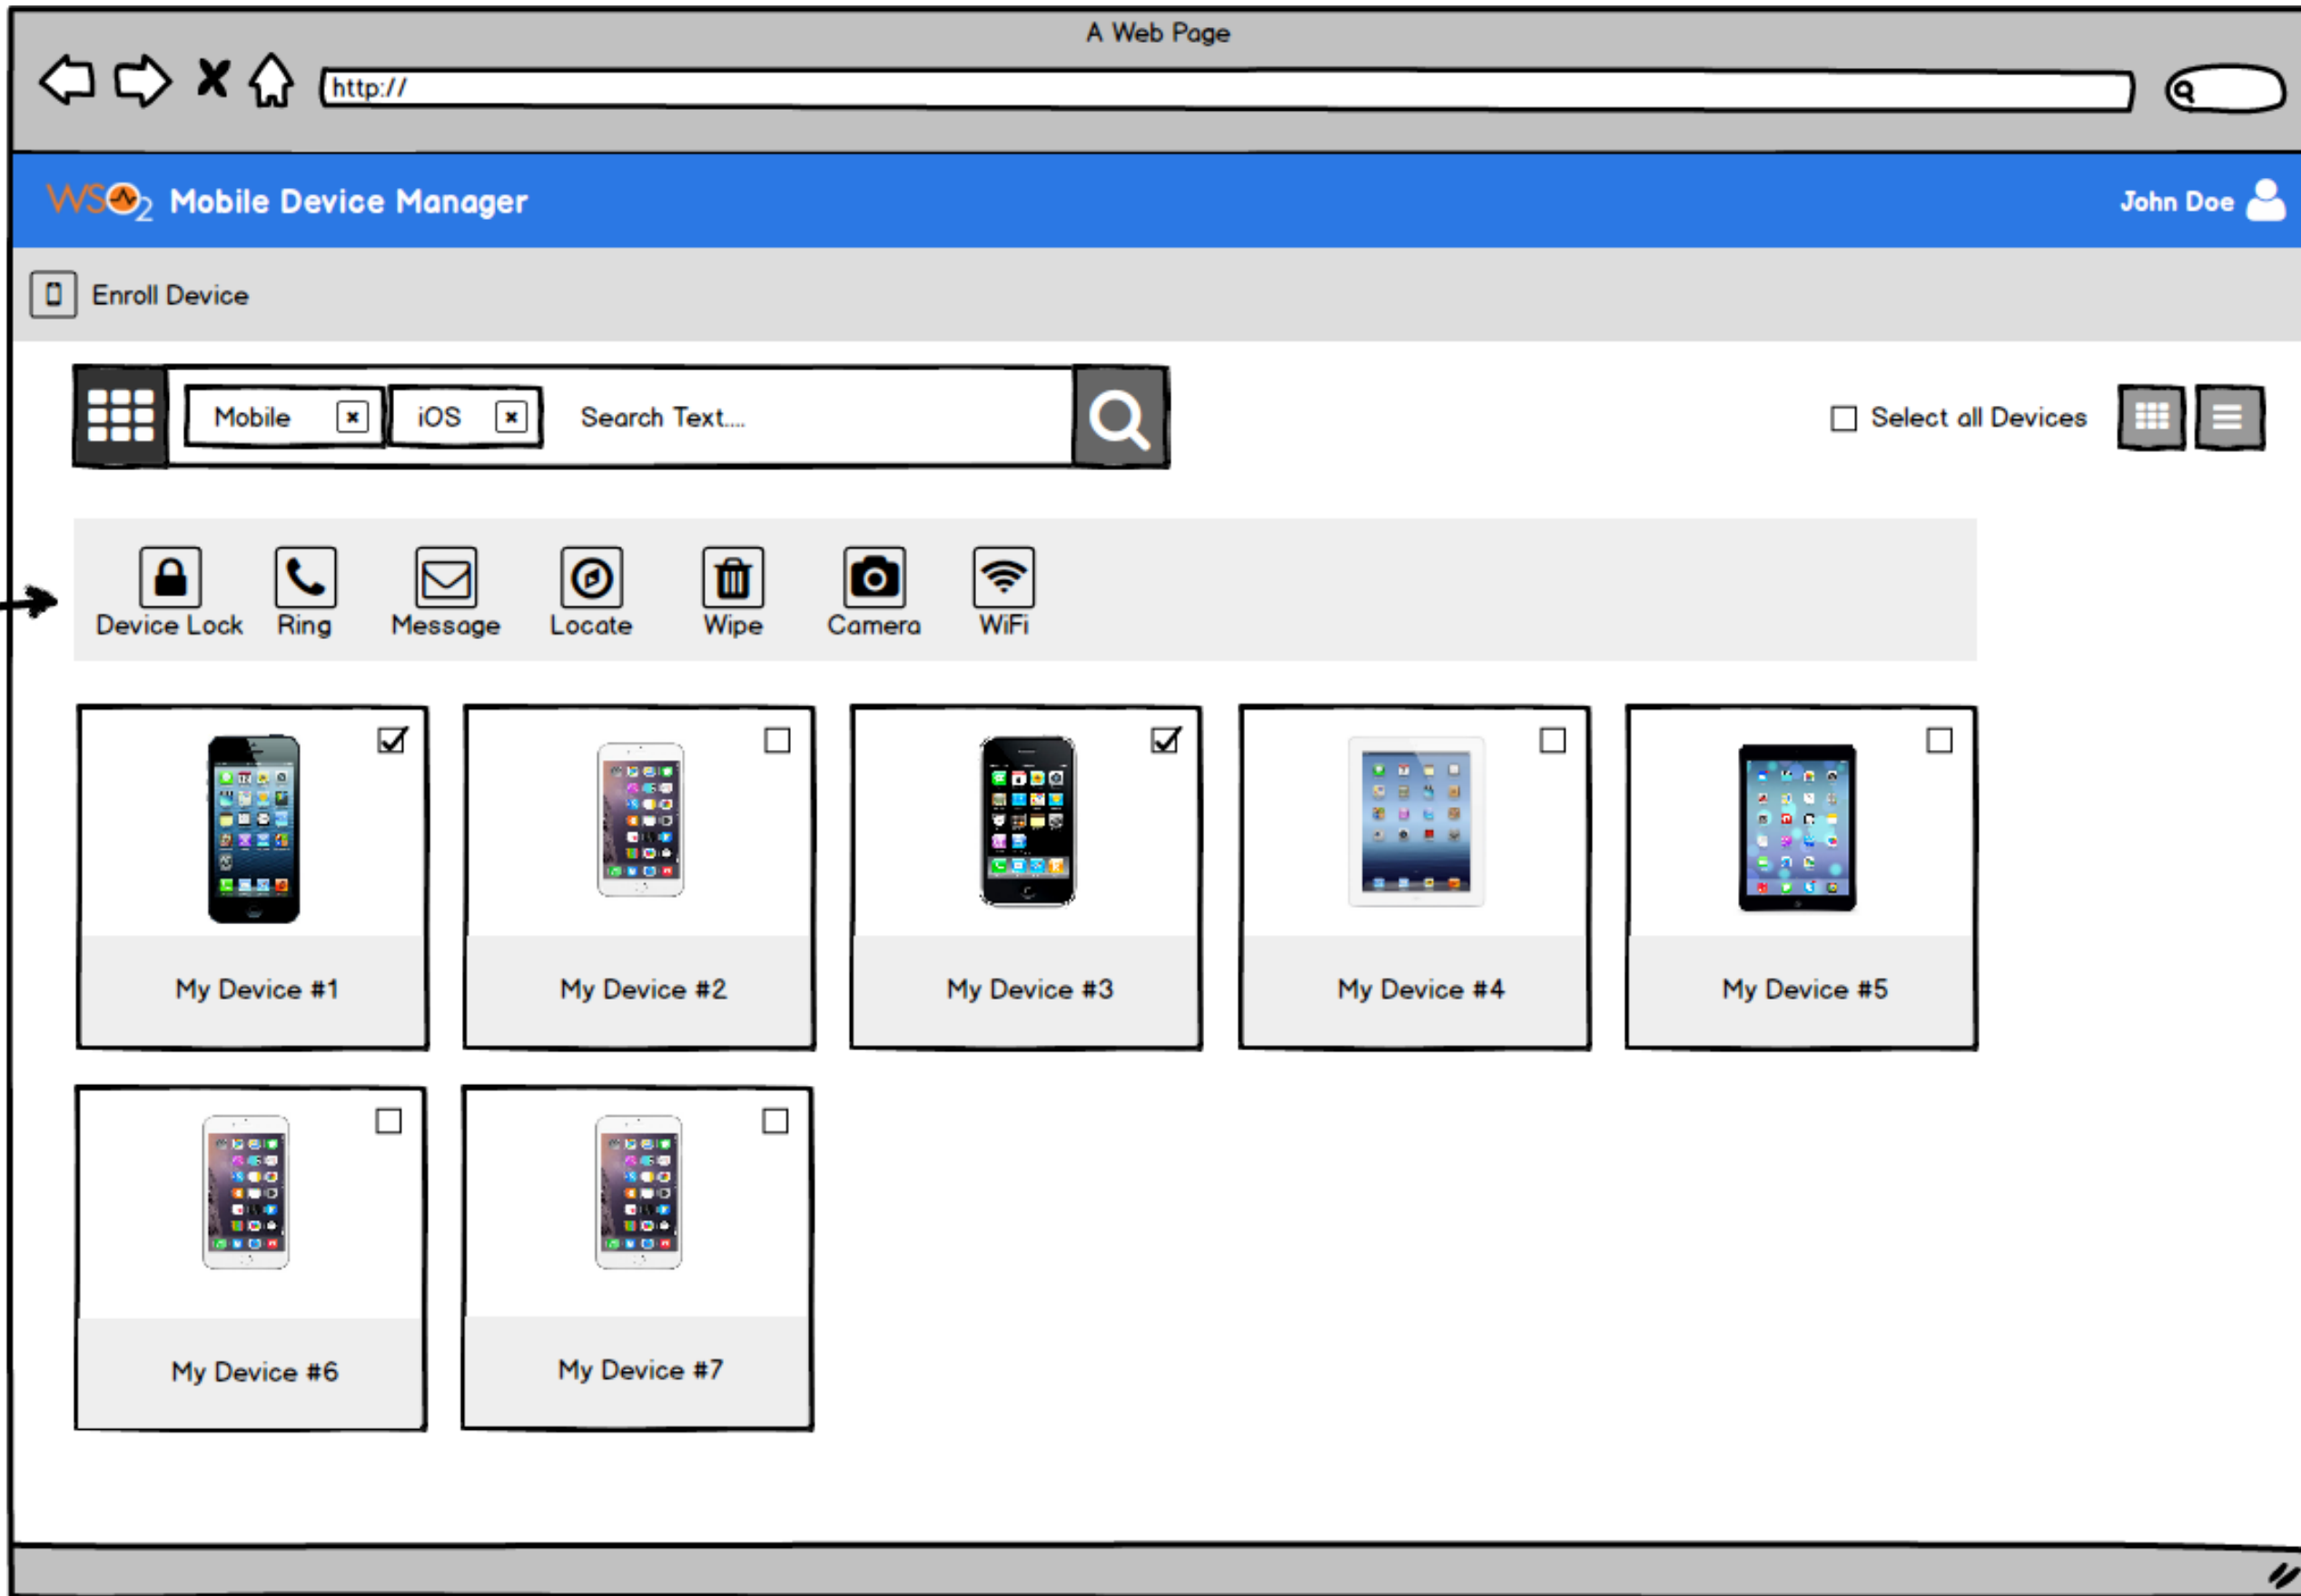 A Web Page
http://
WSO2 Mobile Device Manager
John Doe
Enroll Device
Mobile
iOS
Search Text....
Select all Devices
Device Lock
Ring
Message
Locate
Wipe
Camera
WiFi
My Device #1
My Device #2
My Device #3
My Device #4
My Device #5
My Device #6
My Device #7